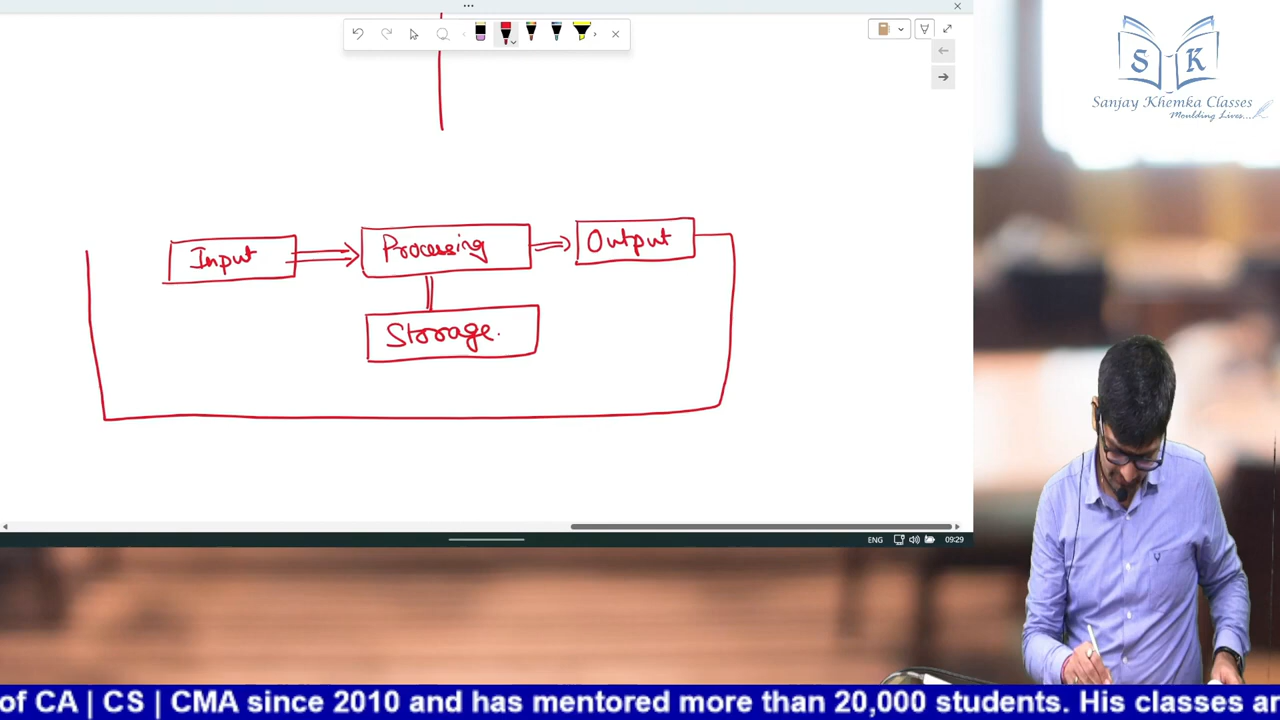 S K
Sanjay Khemka Classes
Moulding Lives...
Input
Processing
Output
Storage.
ENG
09:29
of CA | CS | CMA since 2010 and has mentored more than 20,000 students. His classes ar